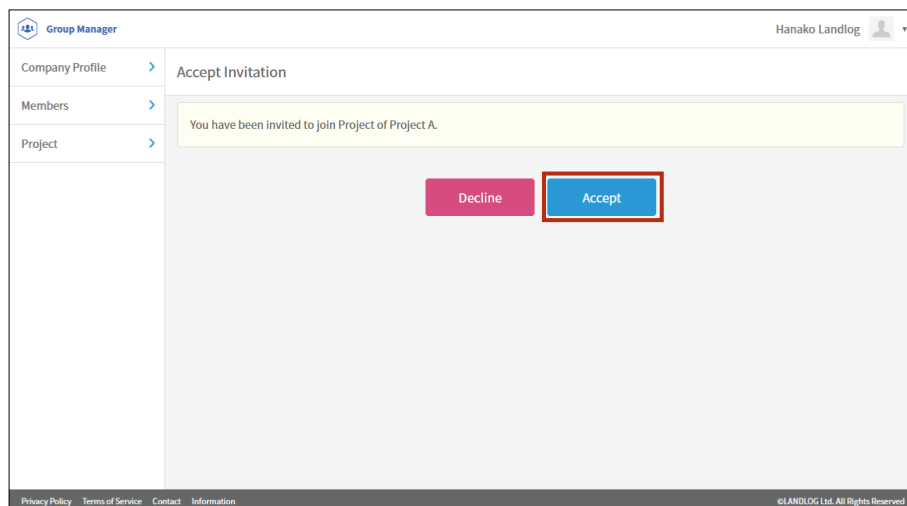 Group Manager
Hanako Landlog
Company Profile
Members
Project
Accept Invitation
You have been invited to join Project of Project A.
Decline
Accept
Privacy Policy Terms of Service Contact Information
©LANDLOG Ltd. All Rights Reserved